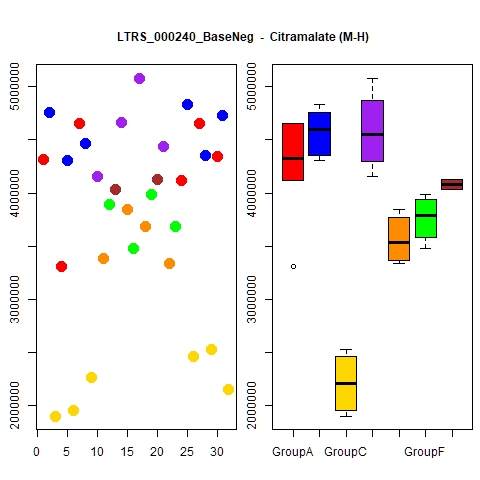 LTRS_000240_BaseNeg - Citramalate (M-H)
5000000
4000000
3000000
2000000
0 5 10 15 20 25 30
5000000
4000000
3000000
2000000
GroupA GroupC GroupF